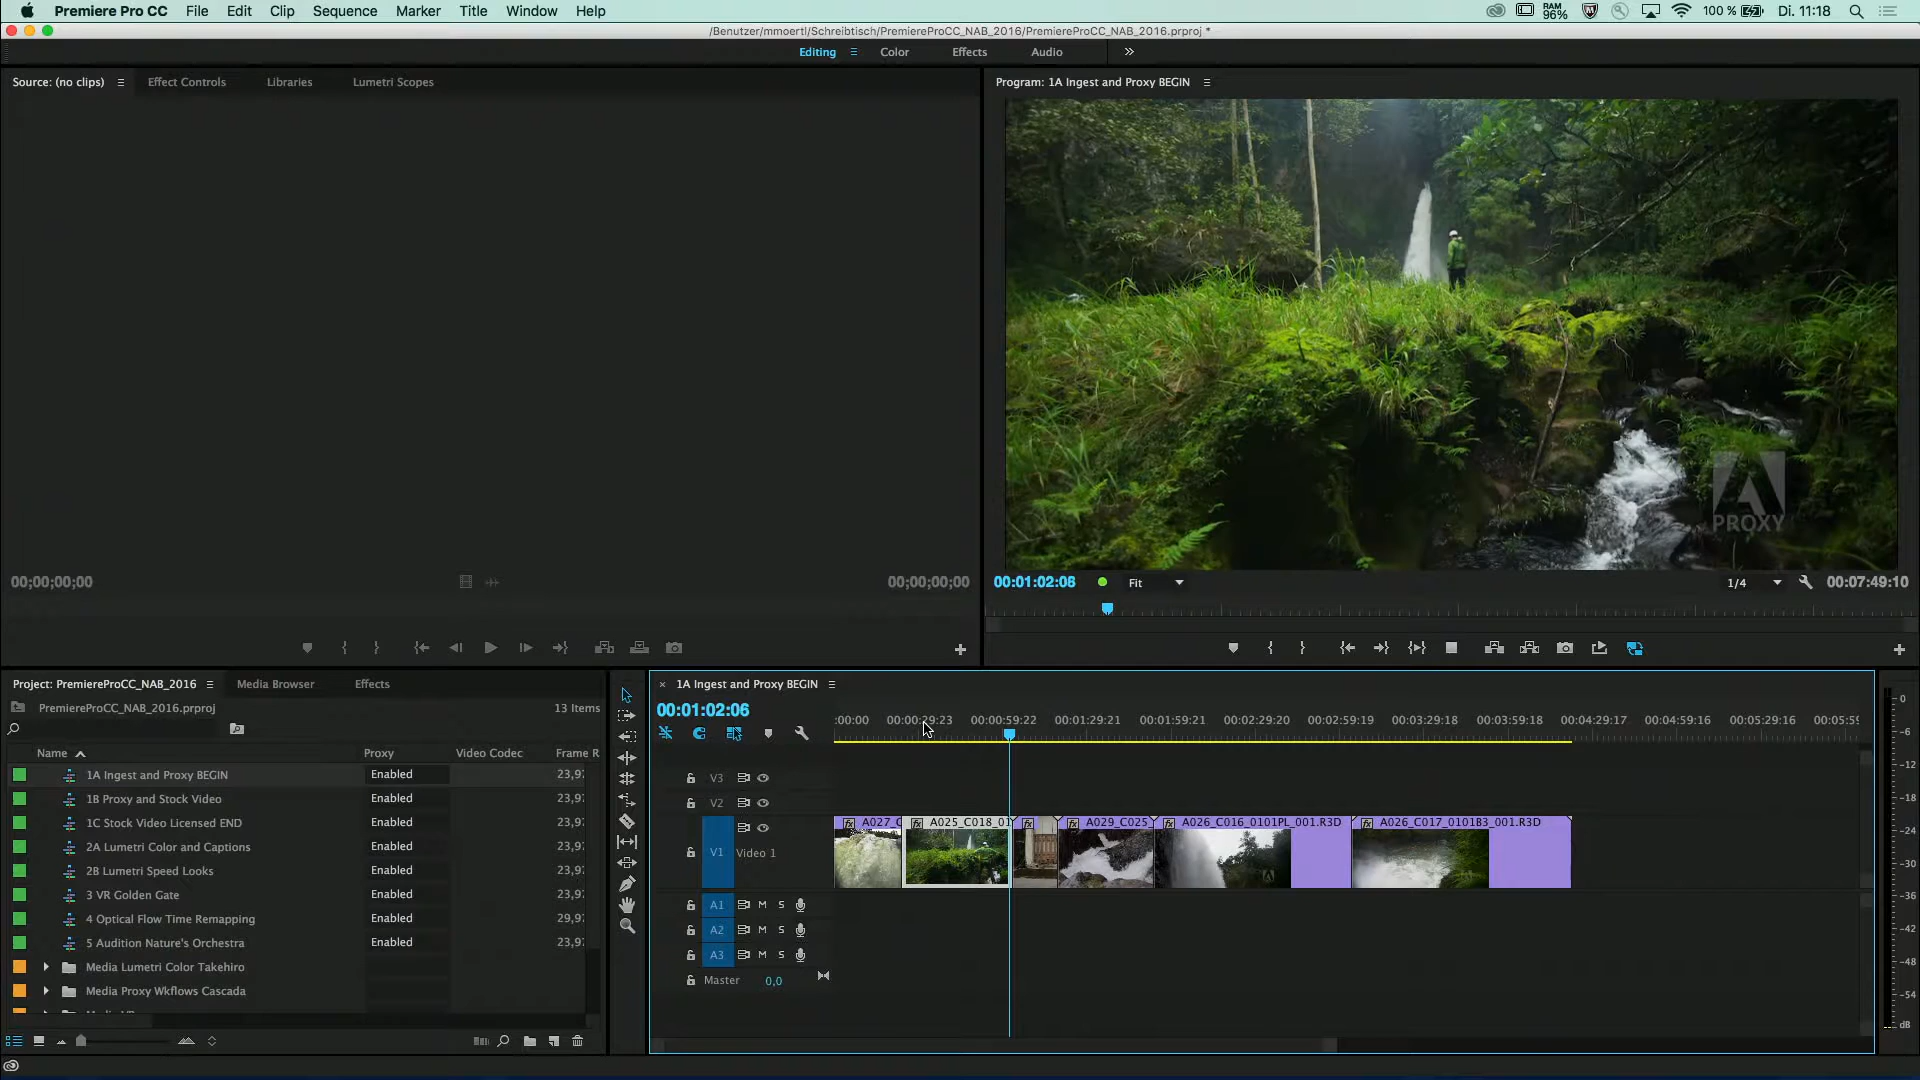 Premiere Pro CC File Edit Clip Sequence Marker Title Window Help RAM 96% 100 % Di. 11:18
/Benutzer/mmoertl/Schreibtisch/PremiereProCC_NAB_2016/PremiereProCC_NAB_2016.prproj *
Editing Color Effects Audio
Source: (no clips) Effect Controls Libraries Lumetri Scopes
Program: 1A Ingest and Proxy BEGIN
PROXY
00;00;00;00 00;00;00;00
00:01:02:06 Fit 1/4 00:07:49:10
Project: PremiereProCC_NAB_2016 Media Browser Effects
PremiereProCC_NAB_2016.prproj 13 Items
Name Proxy Video Codec Frame R
1A Ingest and Proxy BEGIN Enabled 23,97
1B Proxy and Stock Video Enabled 23,97
1C Stock Video Licensed END Enabled 23,97
2A Lumetri Color and Captions Enabled 23,97
2B Lumetri Speed Looks Enabled 23,97
3 VR Golden Gate Enabled 23,97
4 Optical Flow Time Remapping Enabled 29,97
5 Audition Nature's Orchestra Enabled 23,97
Media Lumetri Color Takehiro
Media Proxy Wkflows Cascada
1A Ingest and Proxy BEGIN
00:01:02:06
:00:00 00:00:29:23 00:00:59:22 00:01:29:21 00:01:59:21 00:02:29:20 00:02:59:19 00:03:29:18 00:03:59:18 00:04:29:17 00:04:59:16 00:05:29:16 00:05:59
V3
V2
V1 Video 1
A027_C A025_C018_01 A029_C025_ A026_C016_0101PL_001.R3D A026_C017_0101B3_001.R3D
A1 M S
A2 M S
A3 M S
Master 0,0
0
-6
-12
-18
-24
-30
-36
-42
-48
-54
dB